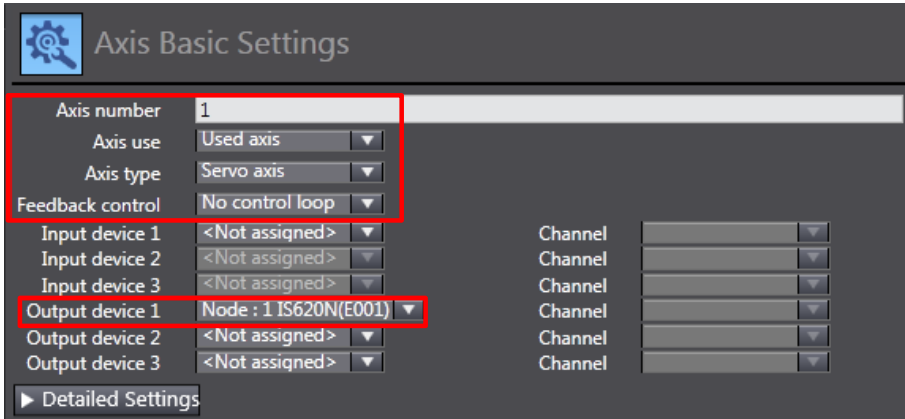 Axis Basic Settings
Axis number 1
Axis use Used axis
Axis type Servo axis
Feedback control No control loop
Input device 1 <Not assigned> Channel
Input device 2 <Not assigned> Channel
Input device 3 <Not assigned> Channel
Output device 1 Node : 1 IS620N(E001) Channel
Output device 2 <Not assigned> Channel
Output device 3 <Not assigned> Channel
Detailed Settings